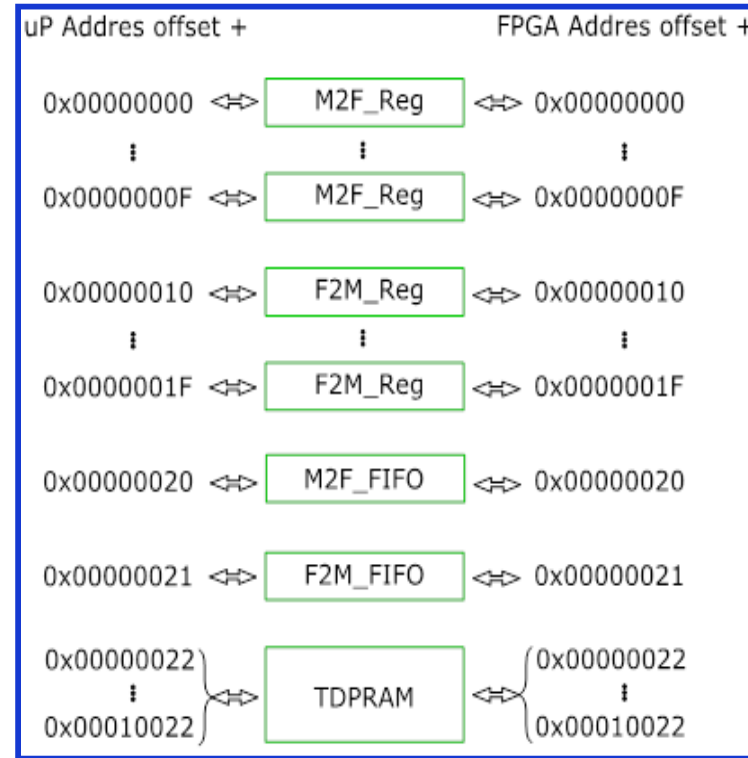 uP Addres offset + FPGA Addres offset +
0x00000000 M2F_Reg 0x00000000
0x0000000F M2F_Reg 0x0000000F
0x00000010 F2M_Reg 0x00000010
0x0000001F F2M_Reg 0x0000001F
0x00000020 M2F_FIFO 0x00000020
0x00000021 F2M_FIFO 0x00000021
0x00000022 0x00000022
TDPRAM
0x00010022 0x00010022